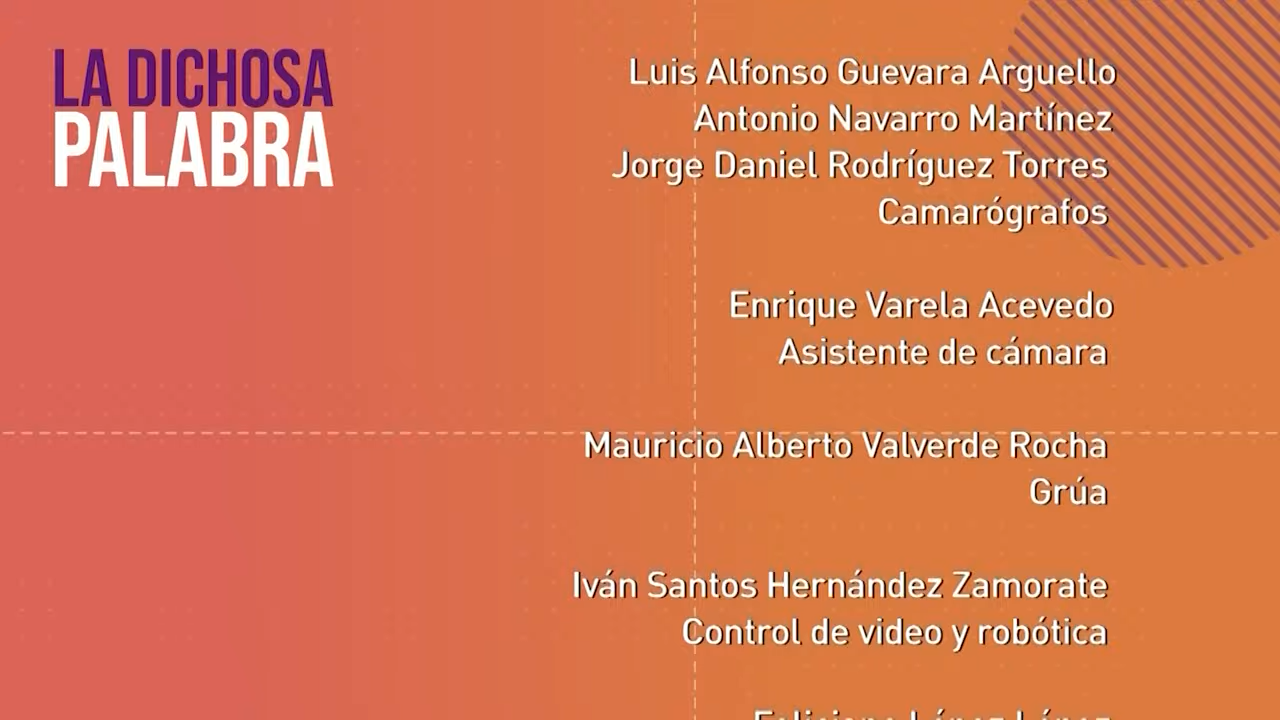 LA DICHOSA
PALABRA
Luis Alfonso Guevara Arguello
Antonio Navarro Martínez
Jorge Daniel Rodríguez Torres
Camarógrafos
Enrique Varela Acevedo
Asistente de cámara
Mauricio Alberto Valverde Rocha
Grúa
Iván Santos Hernández Zamorate
Control de video y robótica